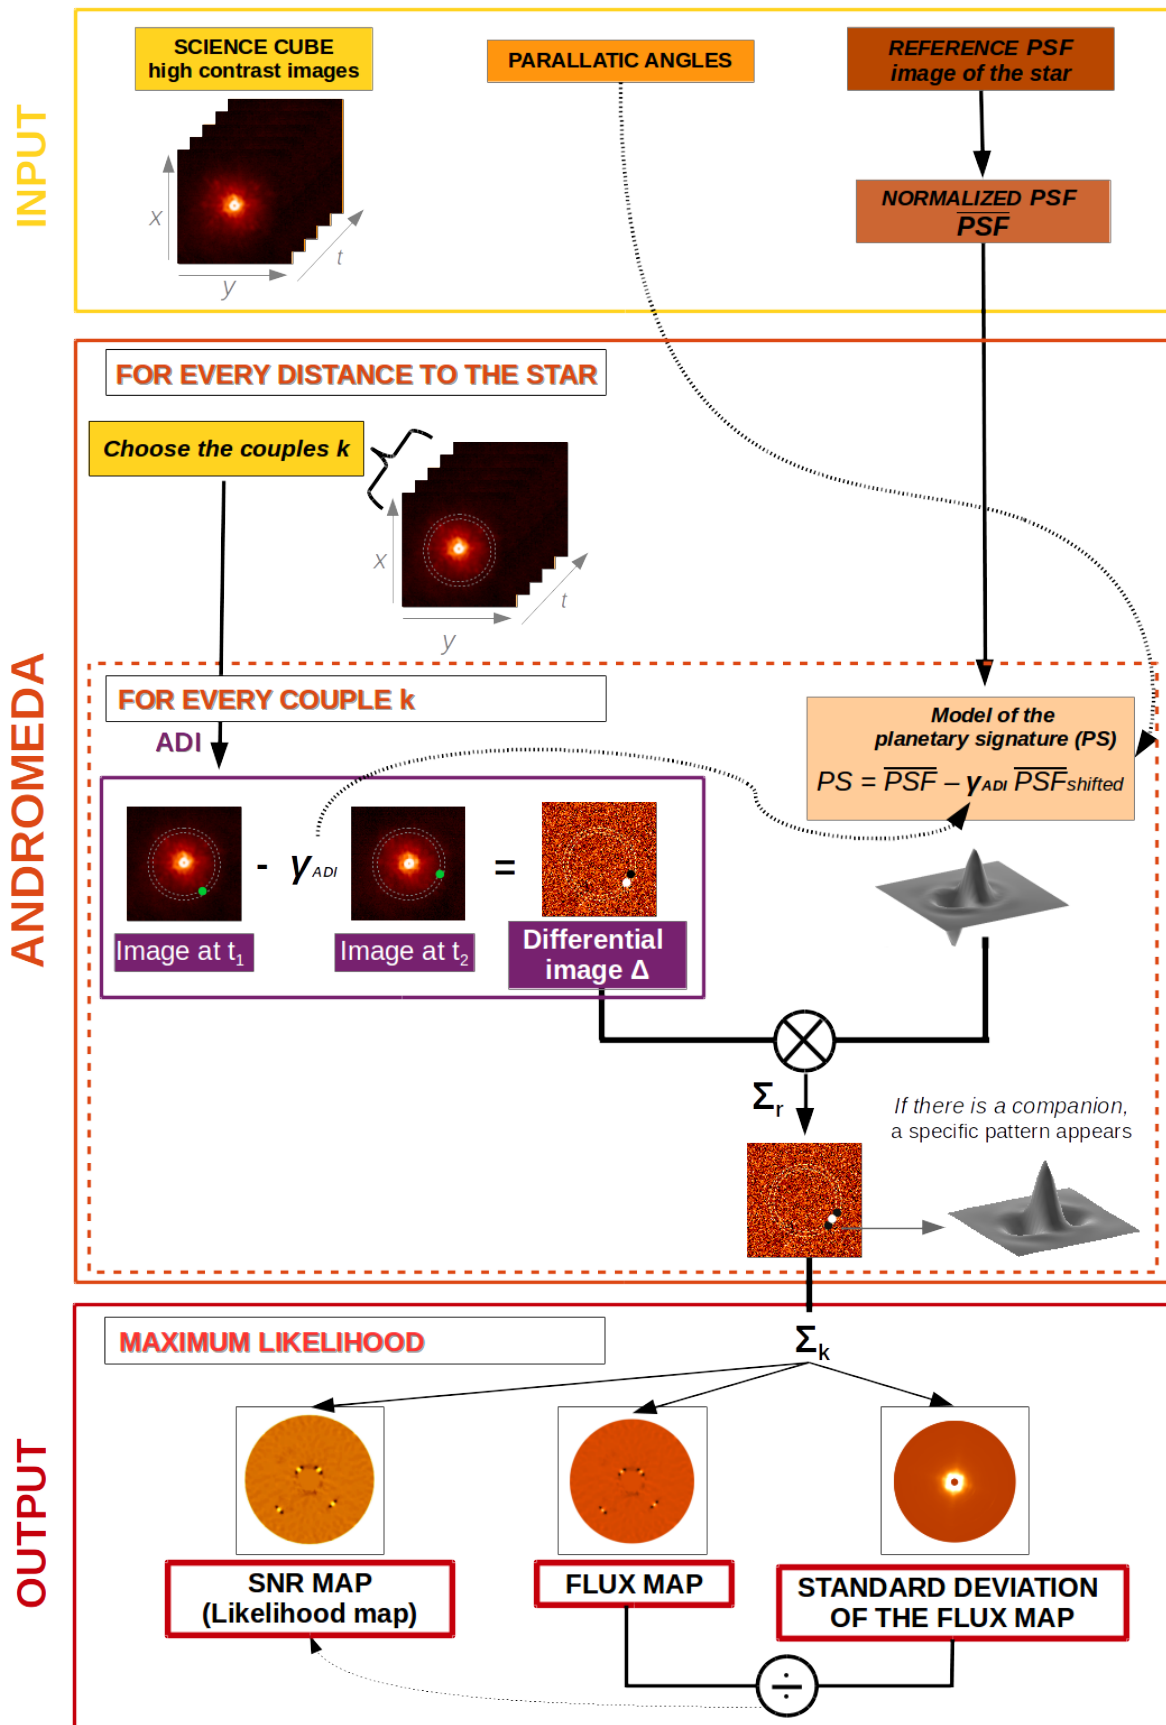 INPUT
SCIENCE CUBE
high contrast images
PARALLATIC ANGLES
REFERENCE PSF
image of the star
NORMALIZED PSF
PSF
x
y
t
ANDROMEDA
FOR EVERY DISTANCE TO THE STAR
Choose the couples k
x
y
t
FOR EVERY COUPLE k
ADI
Model of the
planetary signature (PS)
PS = PSF – γADI PSFshifted
- γADI =
Image at t1
Image at t2
Differential
image Δ
Σr
If there is a companion,
a specific pattern appears
OUTPUT
MAXIMUM LIKELIHOOD
Σk
SNR MAP
(Likelihood map)
FLUX MAP
STANDARD DEVIATION
OF THE FLUX MAP
÷